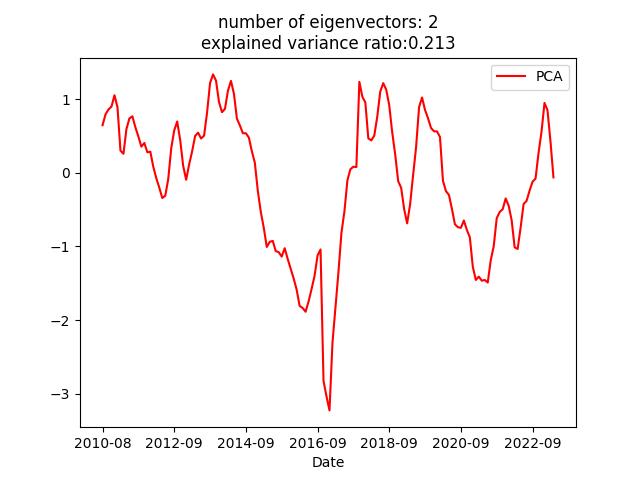 number of eigenvectors: 2
explained variance ratio:0.213
PCA
1
0
−1
−2
−3
2010-08 2012-09 2014-09 2016-09 2018-09 2020-09 2022-09
Date